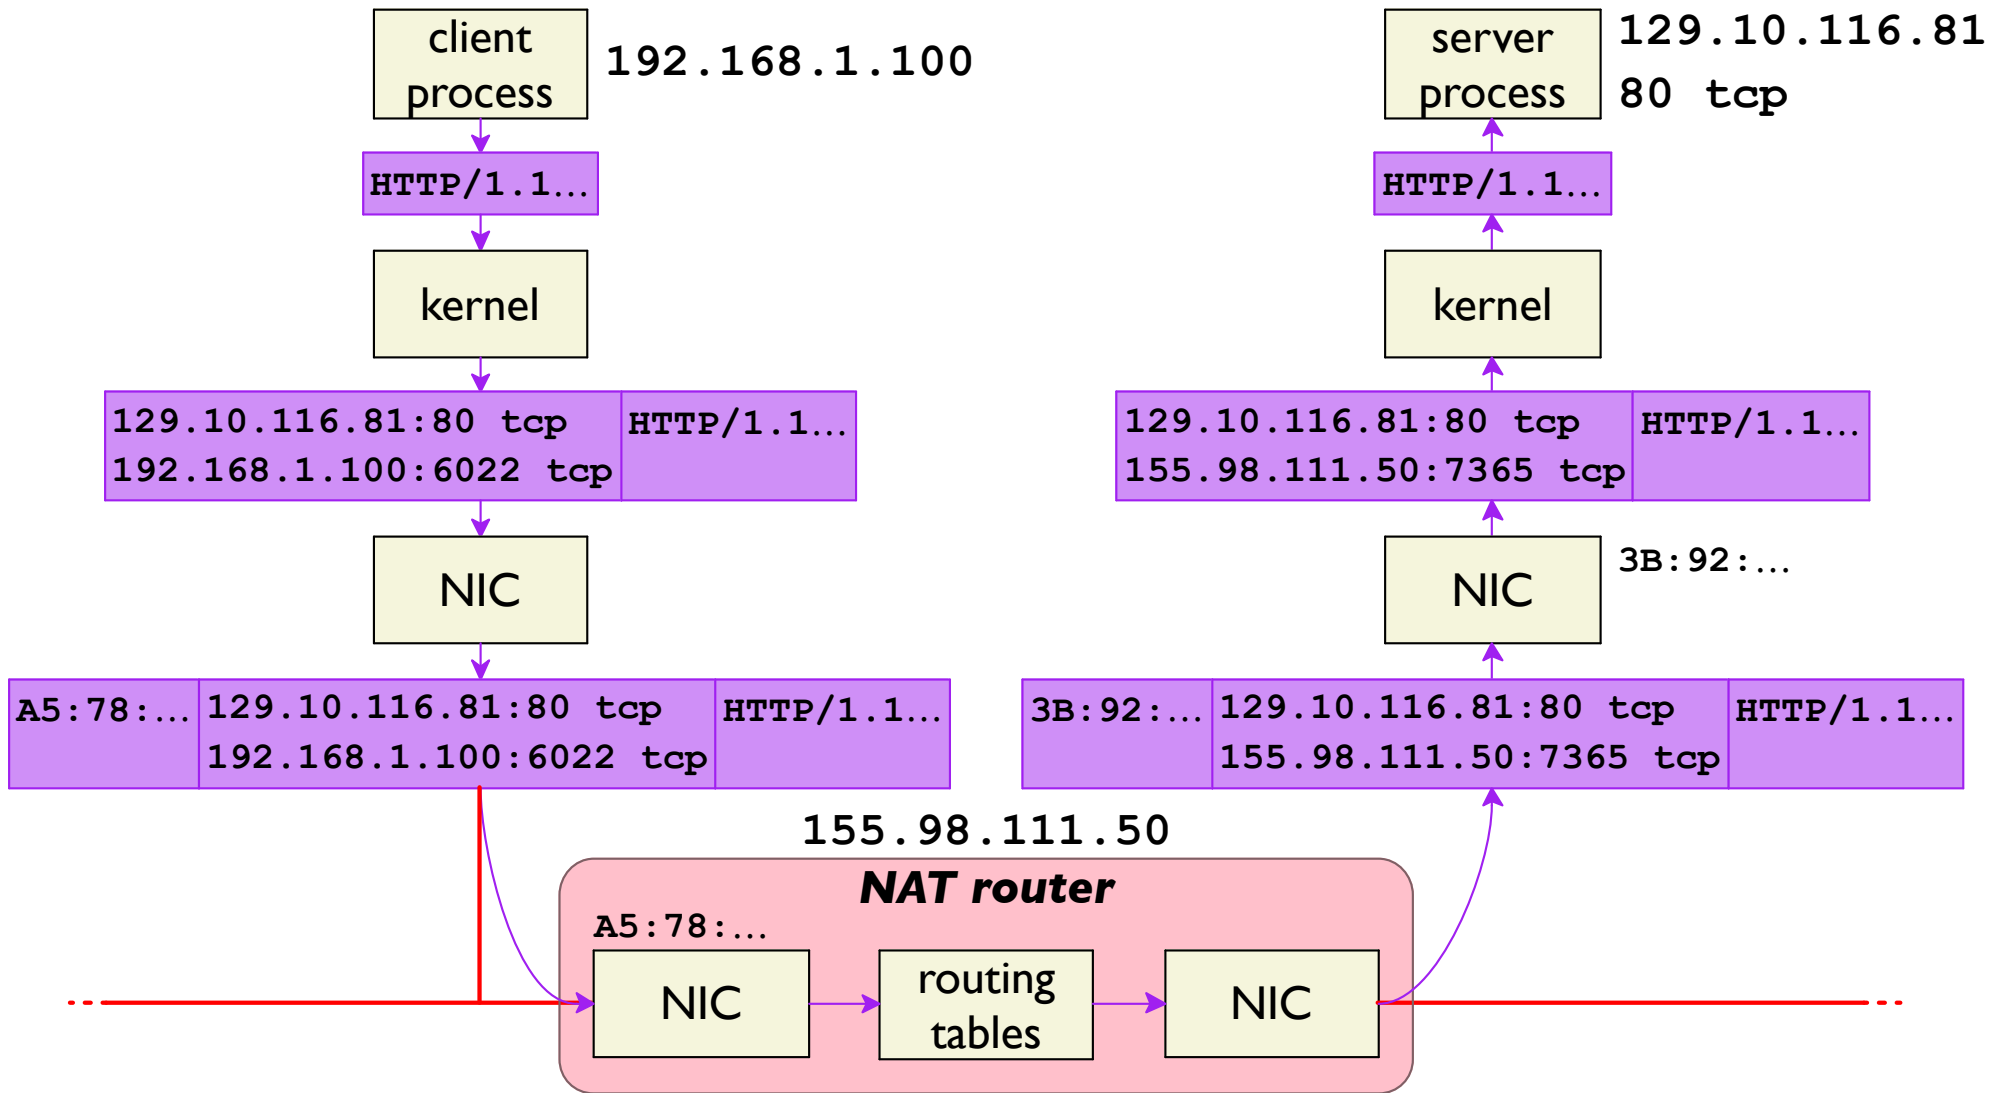 client
process
192.168.1.100
HTTP/1.1...
kernel
129.10.116.81:80 tcp
192.168.1.100:6022 tcp
HTTP/1.1...
NIC
A5:78:...
129.10.116.81:80 tcp
192.168.1.100:6022 tcp
HTTP/1.1...
155.98.111.50
NAT router
A5:78:...
NIC
routing
tables
NIC
server
process
129.10.116.81
80 tcp
HTTP/1.1...
kernel
129.10.116.81:80 tcp
155.98.111.50:7365 tcp
HTTP/1.1...
NIC
3B:92:...
3B:92:...
129.10.116.81:80 tcp
155.98.111.50:7365 tcp
HTTP/1.1...